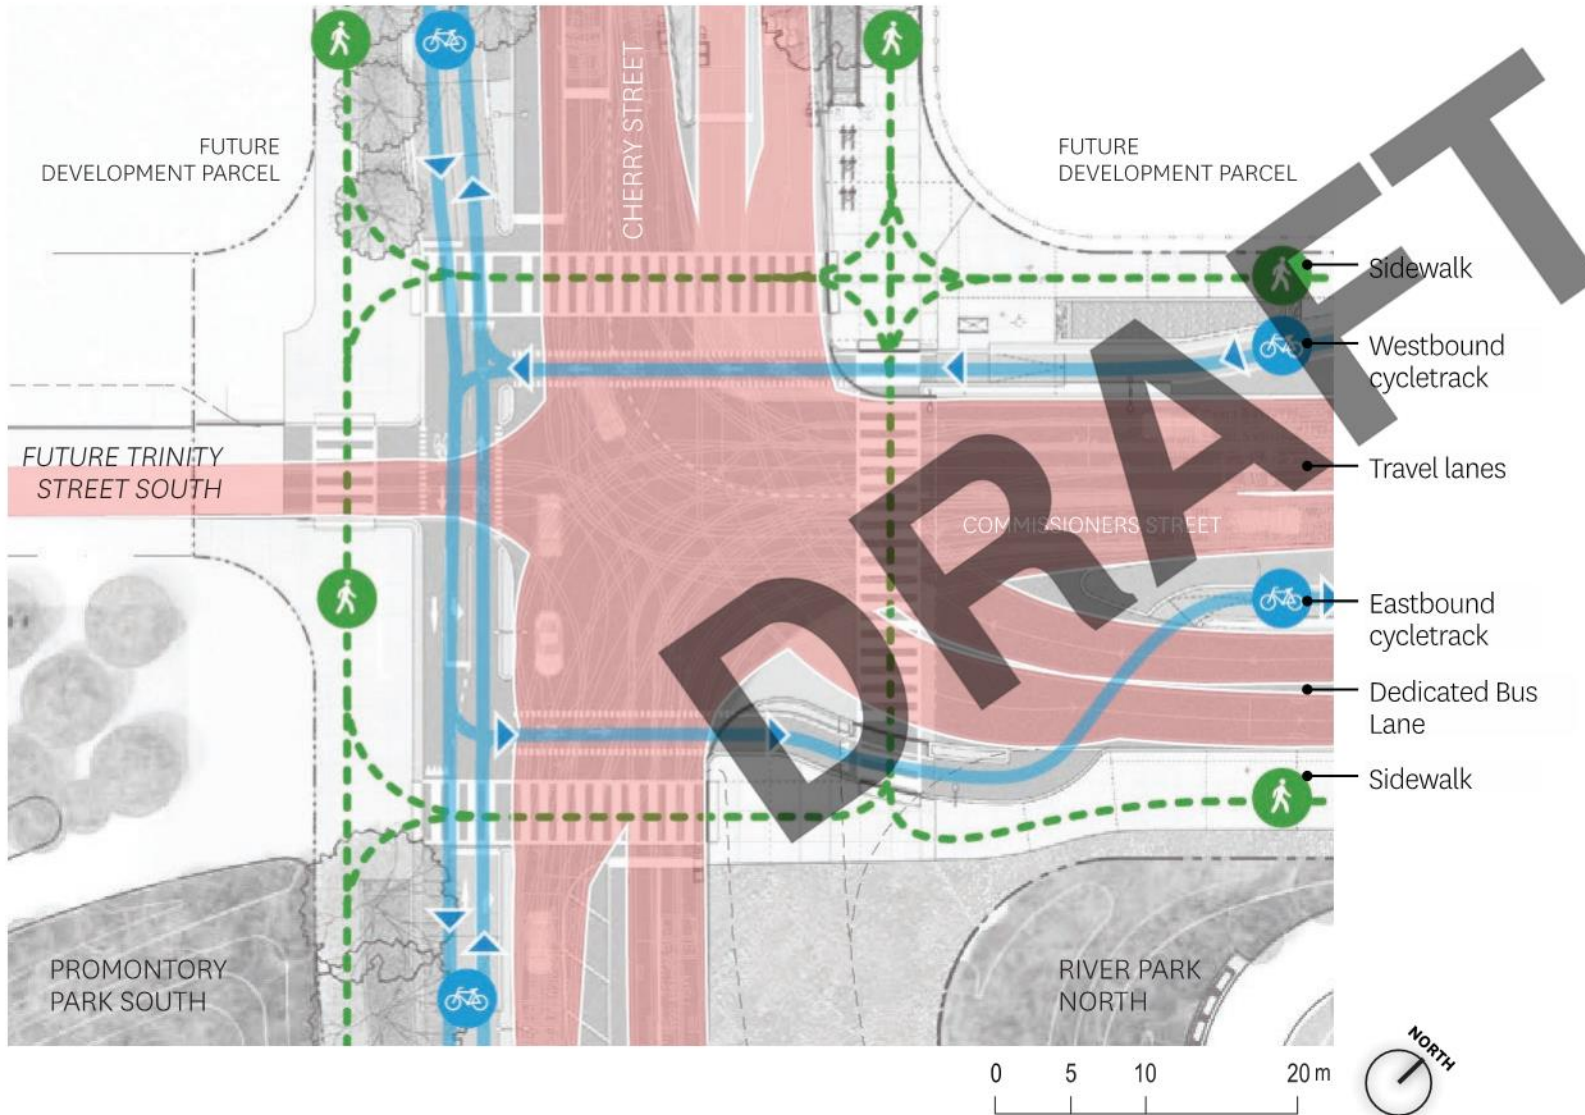 CHERRY STREET
FUTURE
DEVELOPMENT PARCEL
FUTURE
DEVELOPMENT PARCEL
Sidewalk
Westbound
cycletrack
FUTURE TRINITY
STREET SOUTH
Travel lanes
COMMISSIONERS STREET
Eastbound
cycletrack
Dedicated Bus
Lane
Sidewalk
DRAFT
PROMONTORY
PARK SOUTH
RIVER PARK
NORTH
NORTH
0 5 10 20 m